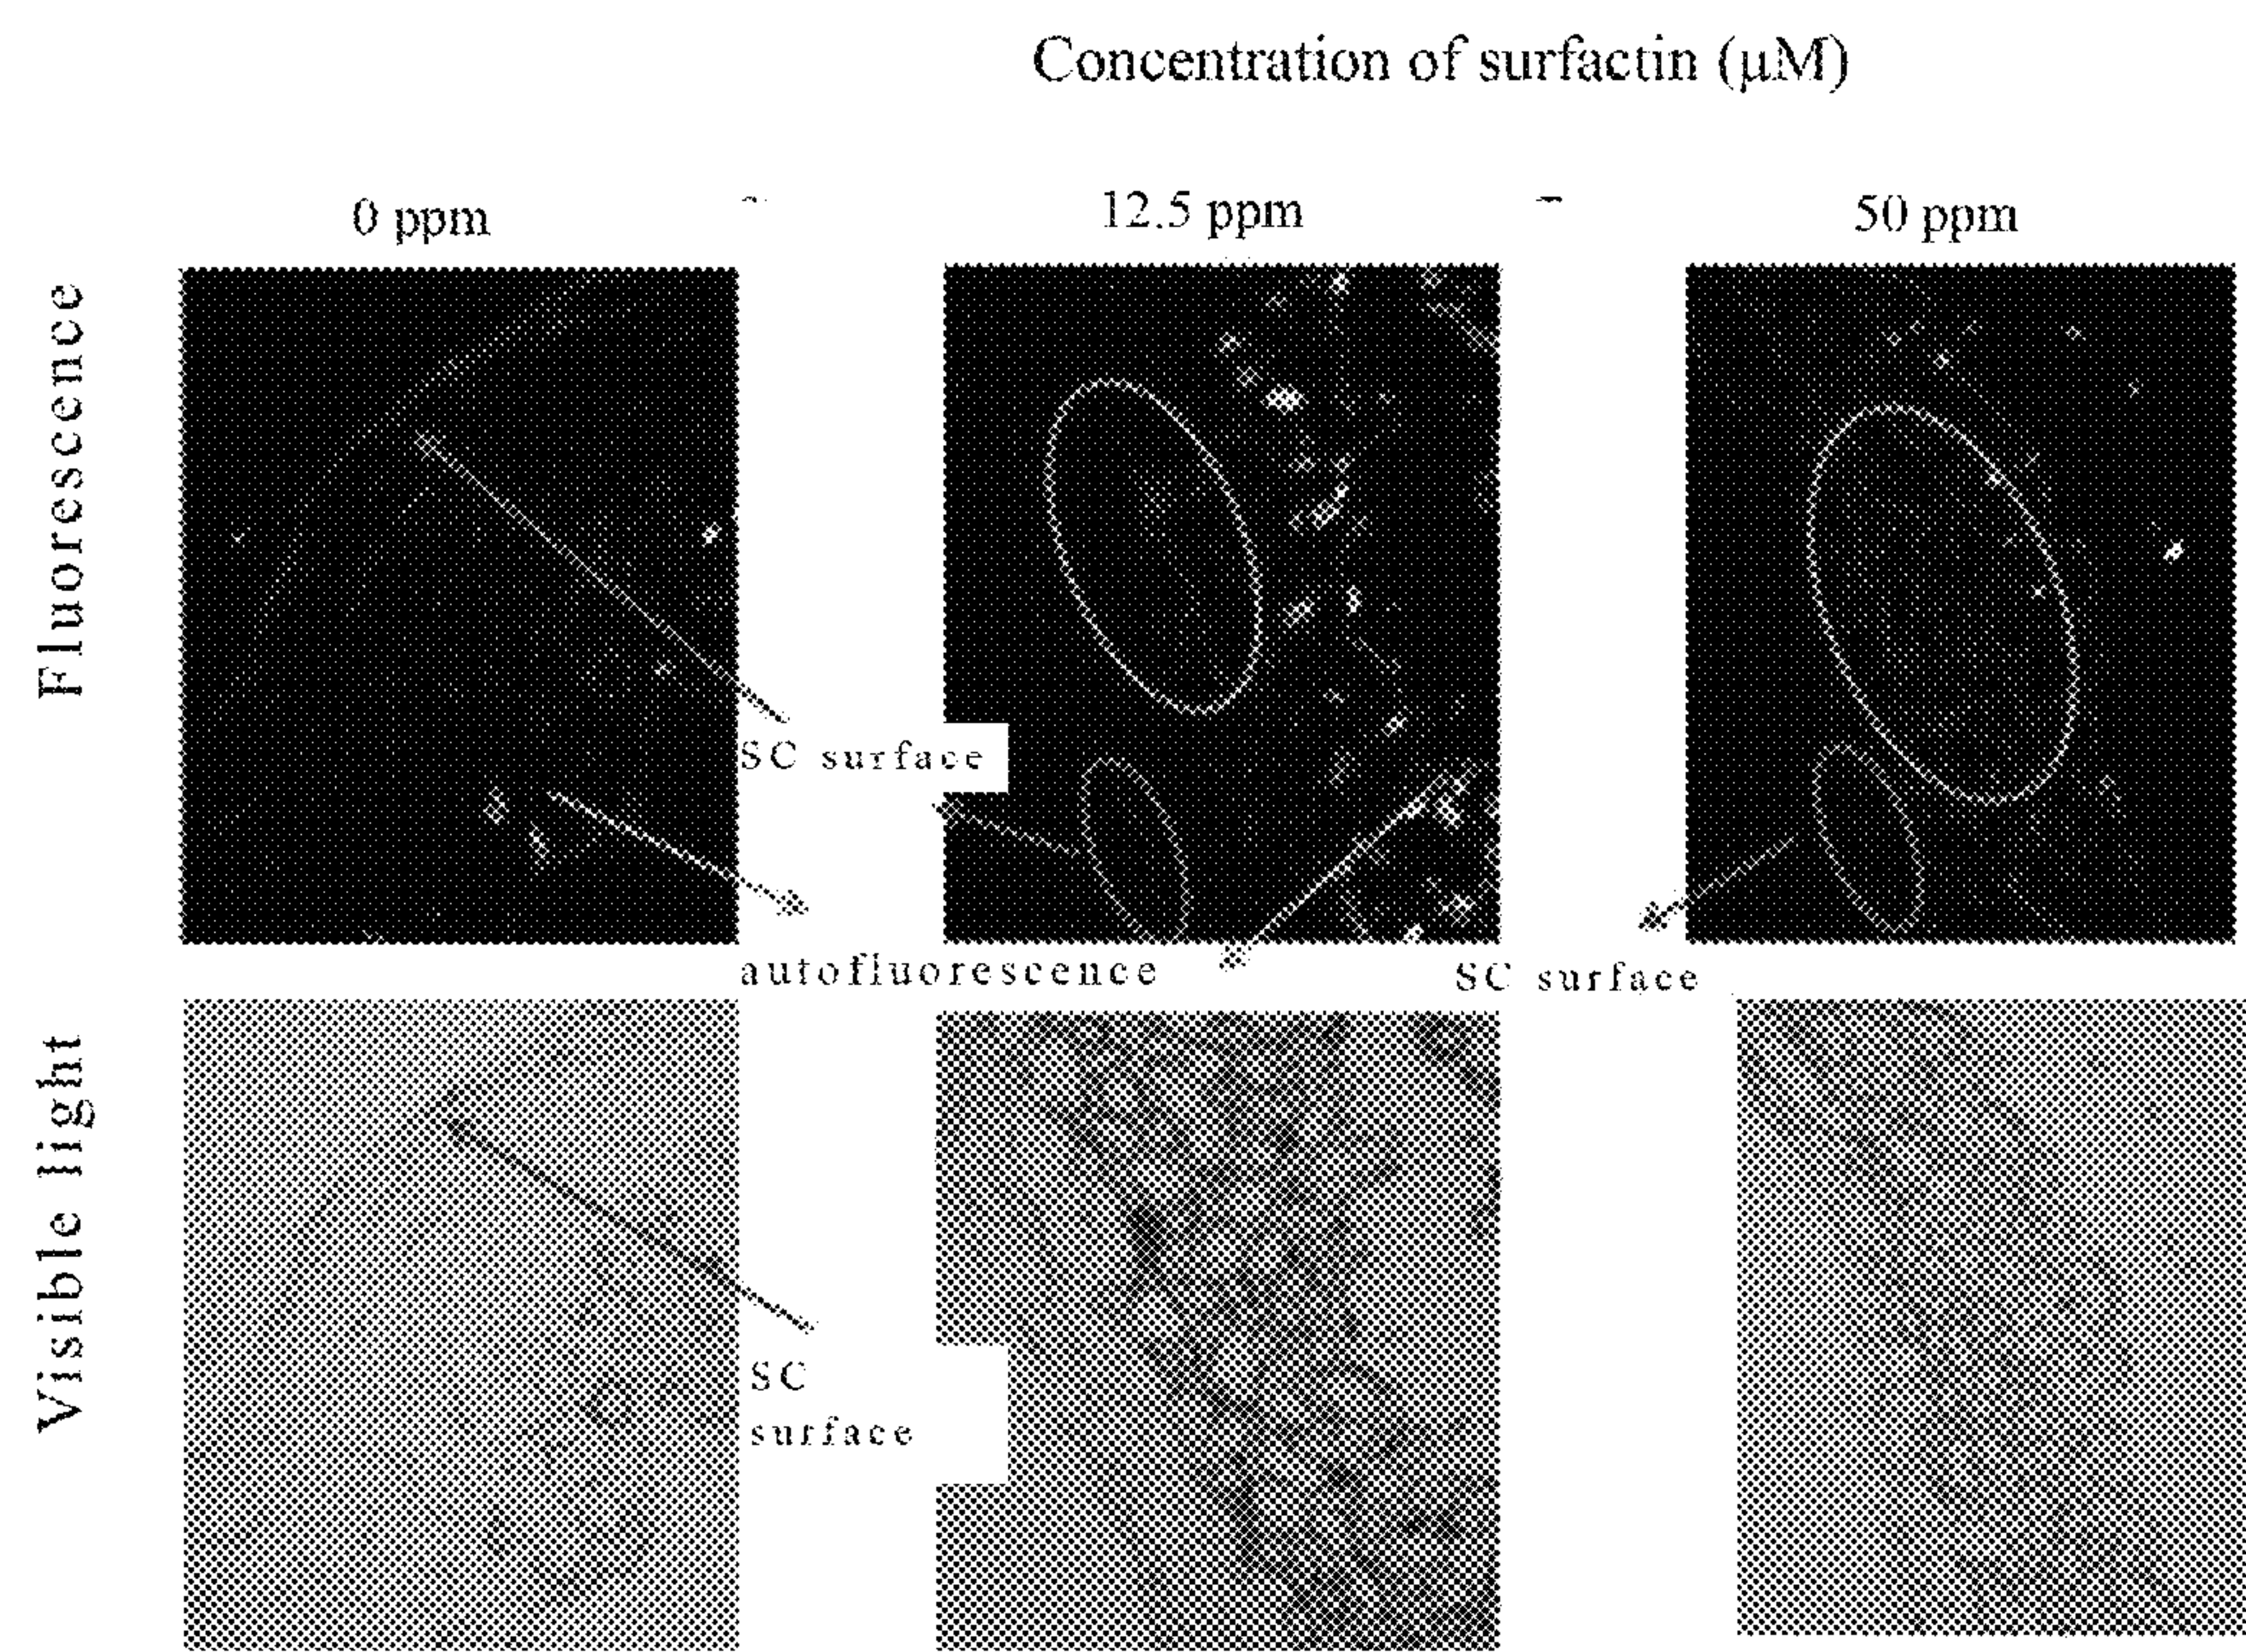 Concentration of surfactin (μM)
0 ppm
12.5 ppm
50 ppm
Fluorescence
SC surface
autofluorescence
SC surface
Visible light
SC
surface